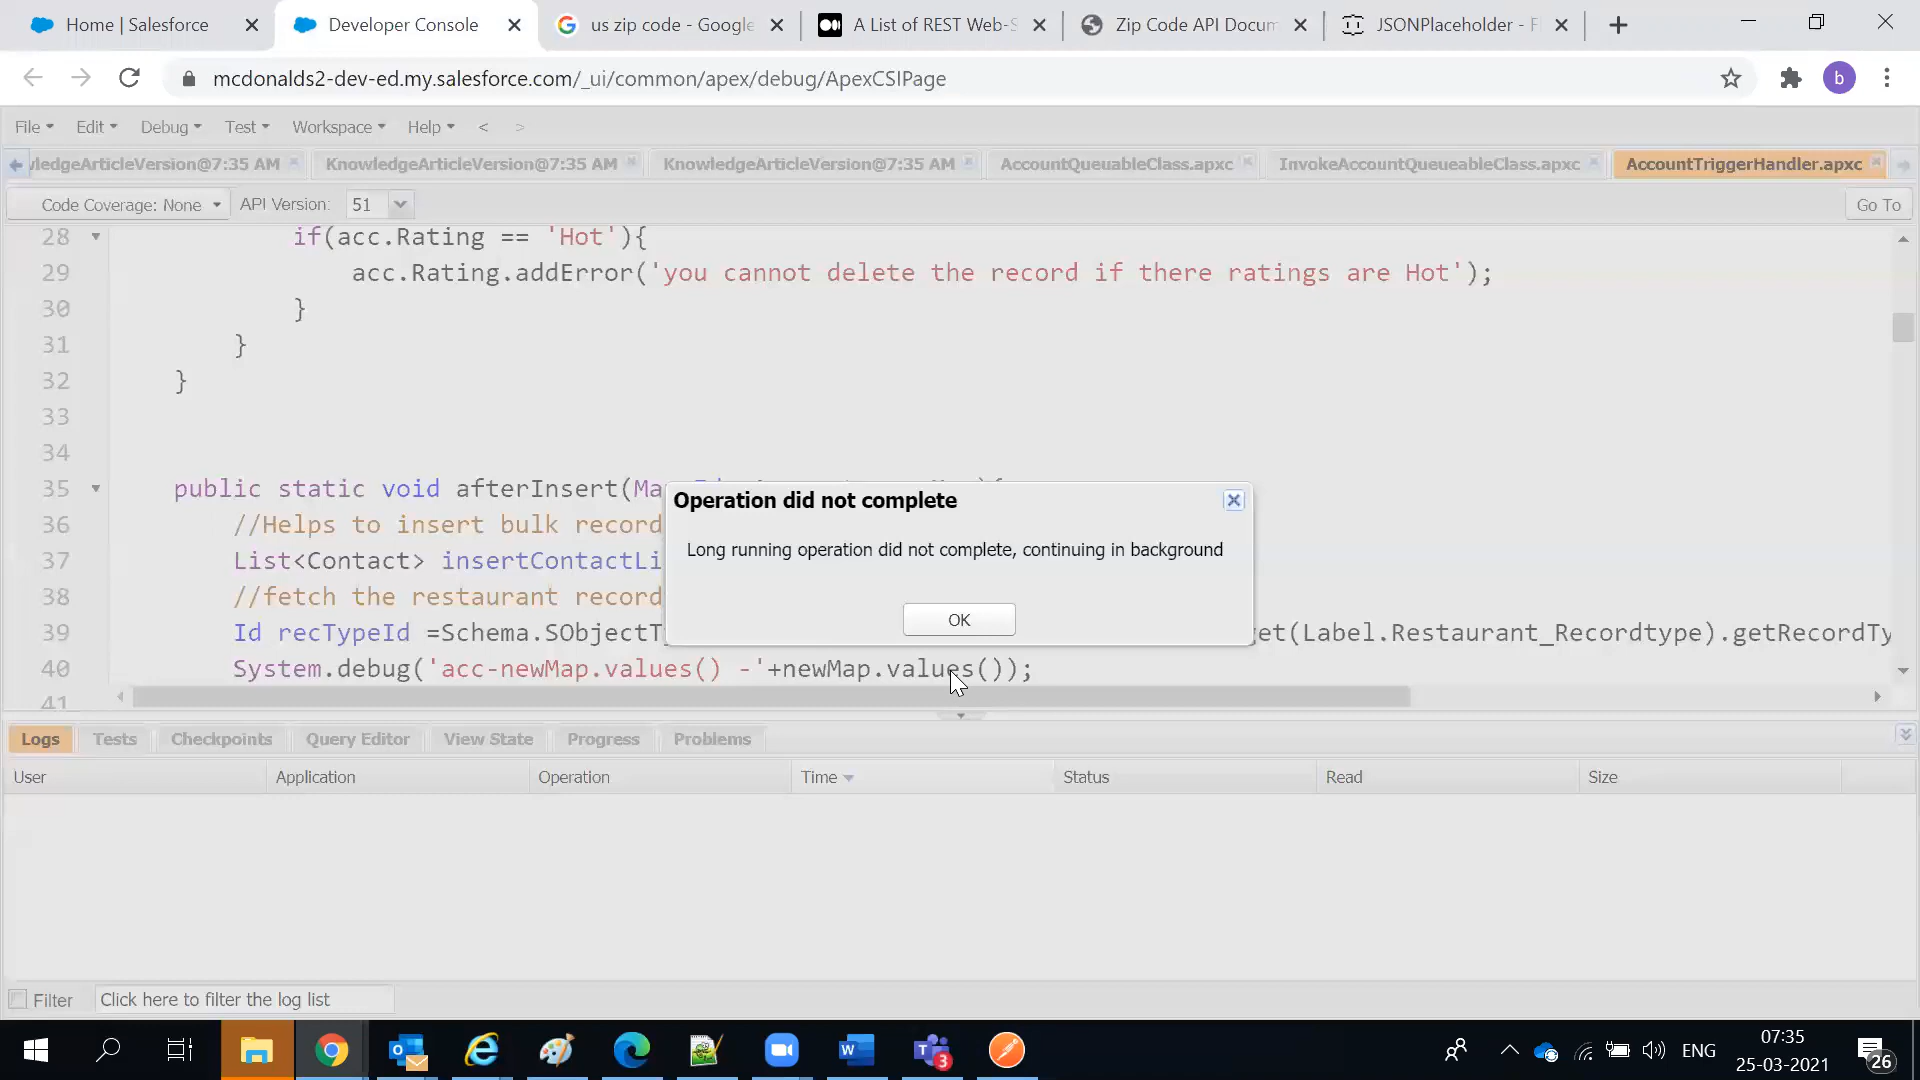 Home | Salesforce
Developer Console
us zip code - Google
A List of REST Web-S
Zip Code API Docum
JSONPlaceholder - F
mcdonalds2-dev-ed.my.salesforce.com/_ui/common/apex/debug/ApexCSIPage
b
File Edit Debug Test Workspace Help < >
wledgeArticleVersion@7:35 AM
KnowledgeArticleVersion@7:35 AM
KnowledgeArticleVersion@7:35 AM
AccountQueuableClass.apxc
InvokeAccountQueueableClass.apxc
AccountTriggerHandler.apxc
Code Coverage: None API Version: 51 Go To
28 if(acc.Rating == 'Hot'){
29 acc.Rating.addError('you cannot delete the record if there ratings are Hot');
30 }
31 }
32 }
33
34
35 public static void afterInsert(Ma
36 //Helps to insert bulk record
37 List<Contact> insertContactLi
38 //fetch the restaurant record
39 Id recTypeId =Schema.SObjectT et(Label.Restaurant_Recordtype).getRecordTy
40 System.debug('acc-newMap.values() -'+newMap.values());
41
Operation did not complete
Long running operation did not complete, continuing in background
OK
Logs Tests Checkpoints Query Editor View State Progress Problems
User Application Operation Time Status Read Size
Filter Click here to filter the log list
3
ENG
07:35
25-03-2021
26